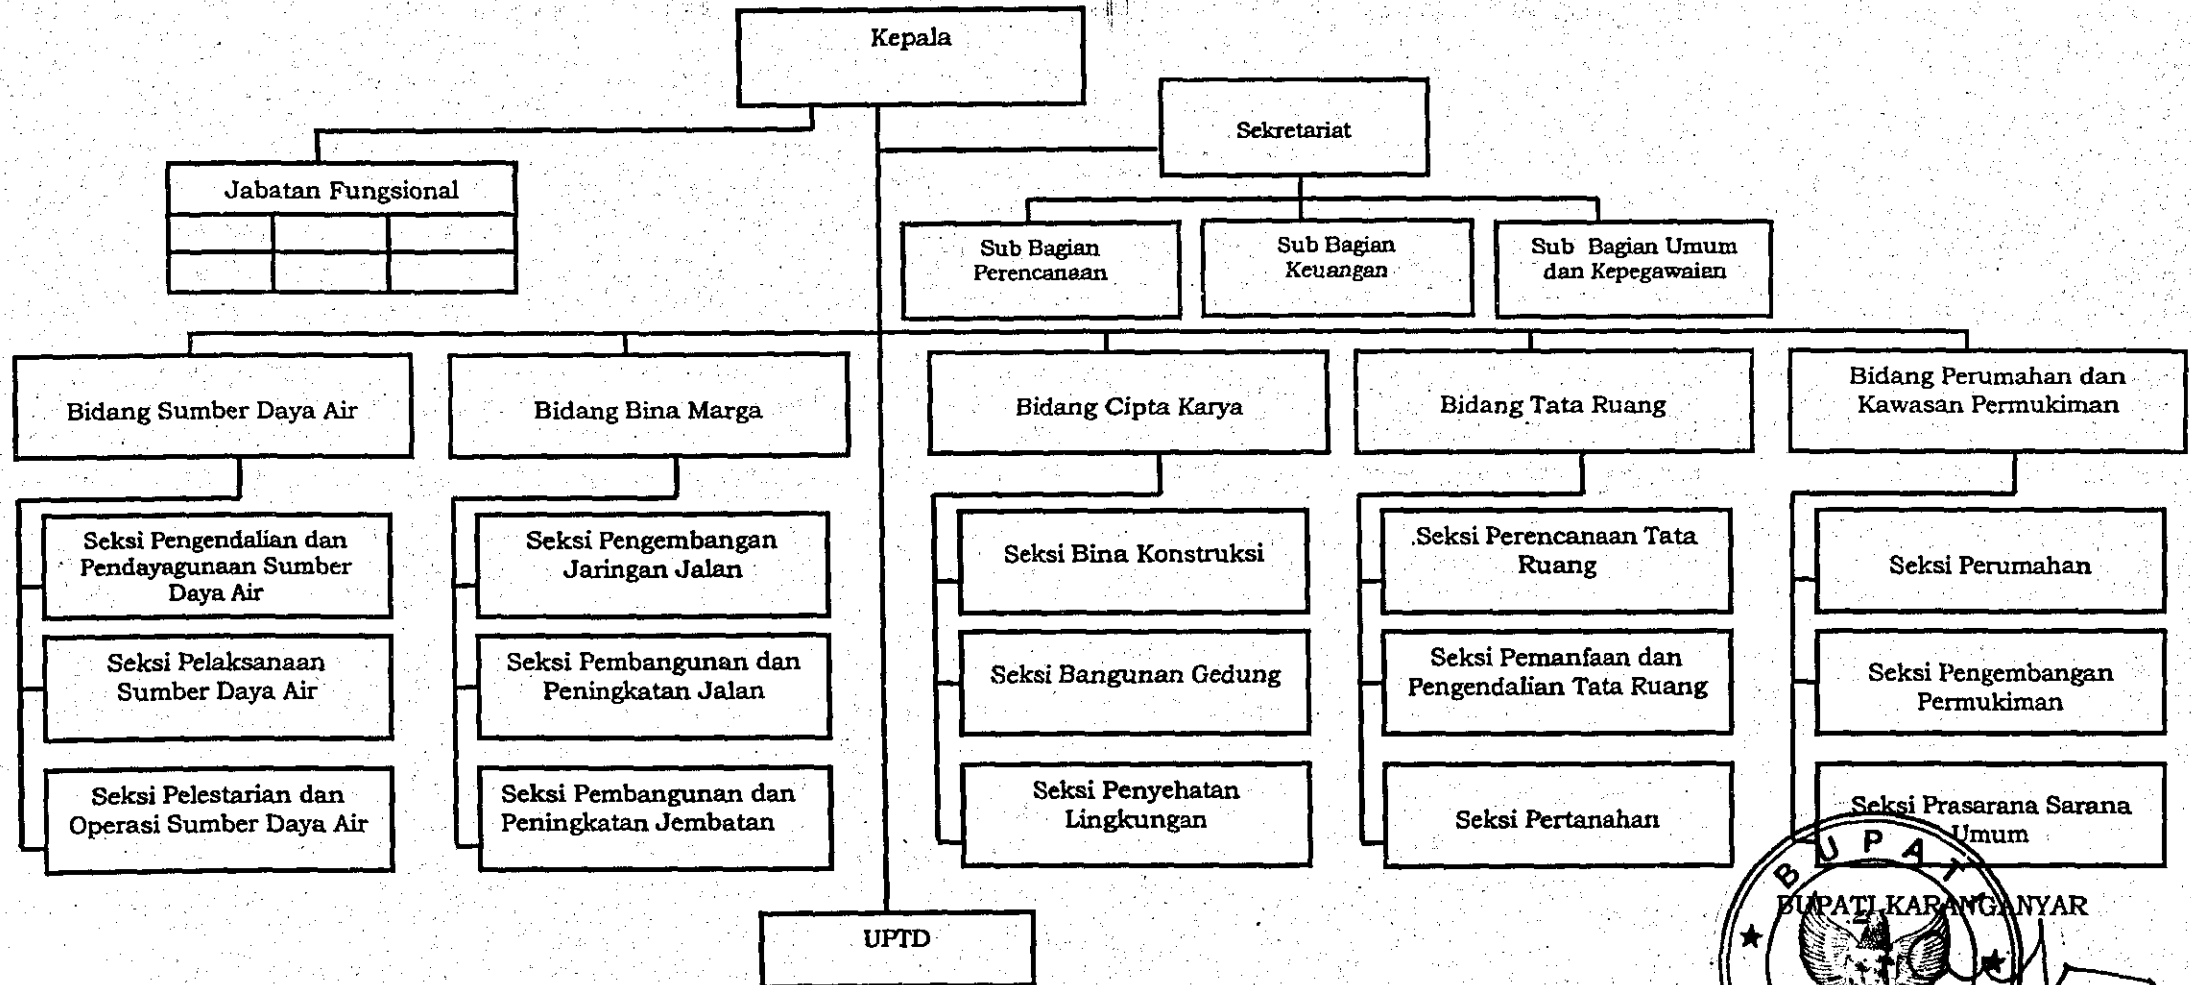 Kepala
Sekretariat
Jabatan Fungsional
Sub Bagian
Perencanaan
Sub Bagian
Keuangan
Sub Bagian Umum
dan Kepegawaian
Bidang Sumber Daya Air
Bidang Bina Marga
Bidang Cipta Karya
Bidang Tata Ruang
Bidang Perumahan dan
Kawasan Permukiman
Seksi Pengendalian dan
Pendayagunaan Sumber
Daya Air
Seksi Pengembangan
Jaringan Jalan
Seksi Bina Konstruksi
Seksi Perencanaan Tata
Ruang
Seksi Perumahan
Seksi Pelaksanaan
Sumber Daya Air
Seksi Pembangunan dan
Peningkatan Jalan
Seksi Bangunan Gedung
Seksi Pemanfaan dan
Pengendalian Tata Ruang
Seksi Pengembangan
Permukiman
Seksi Pelestarian dan
Operasi Sumber Daya Air
Seksi Pembangunan dan
Peningkatan Jembatan
Seksi Penyehatan
Lingkungan
Seksi Pertanahan
Seksi Prasarana Sarana
Umum
BUPATI
BUPATI KARANGANYAR
UPTD